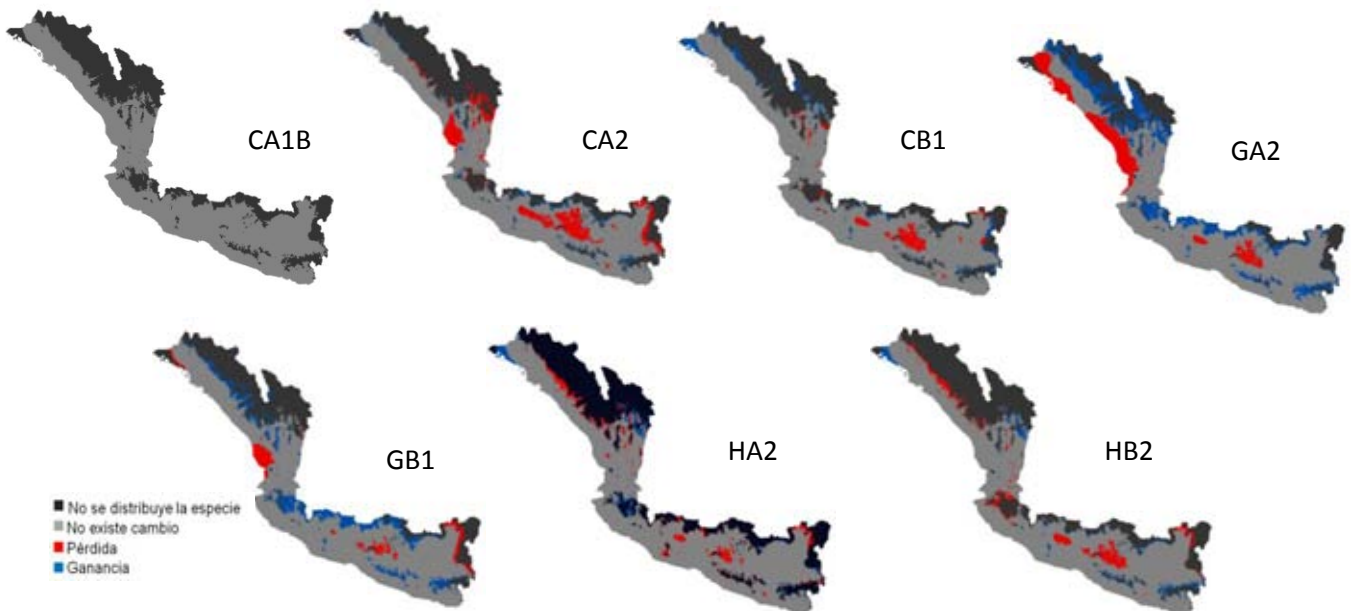 CA1B
CA2
CB1
GA2
GB1
HA2
HB2
No se distribuye la especie
No existe cambio
Pérdida
Ganancia